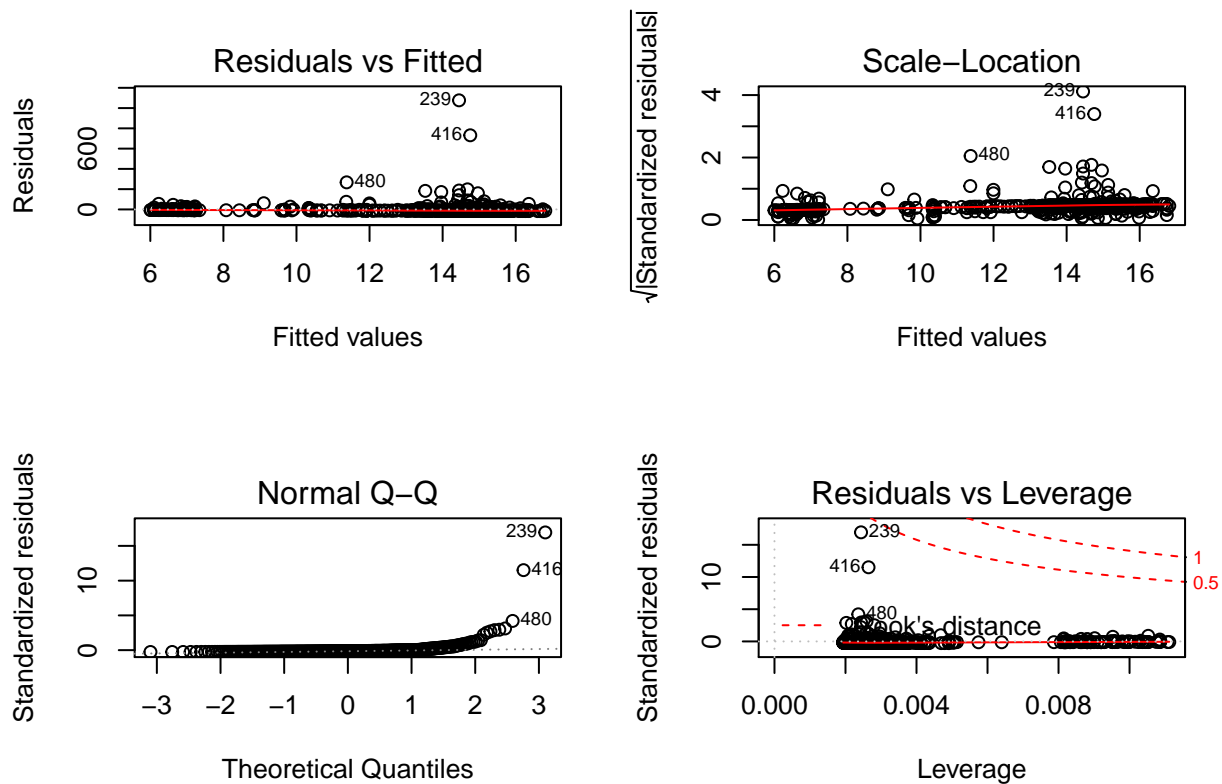 Residuals vs Fitted
Residuals
0 600
239
416
480
6 8 10 12 14 16
Fitted values
Scale−Location
√|Standardized residuals|
0 2 4
239
416
480
6 8 10 12 14 16
Fitted values
Normal Q−Q
Standardized residuals
0 10
239
416
480
−3 −2 −1 0 1 2 3
Theoretical Quantiles
Residuals vs Leverage
Standardized residuals
0 10
239
416
480
ook's distance
1
0.5
0.000 0.004 0.008
Leverage